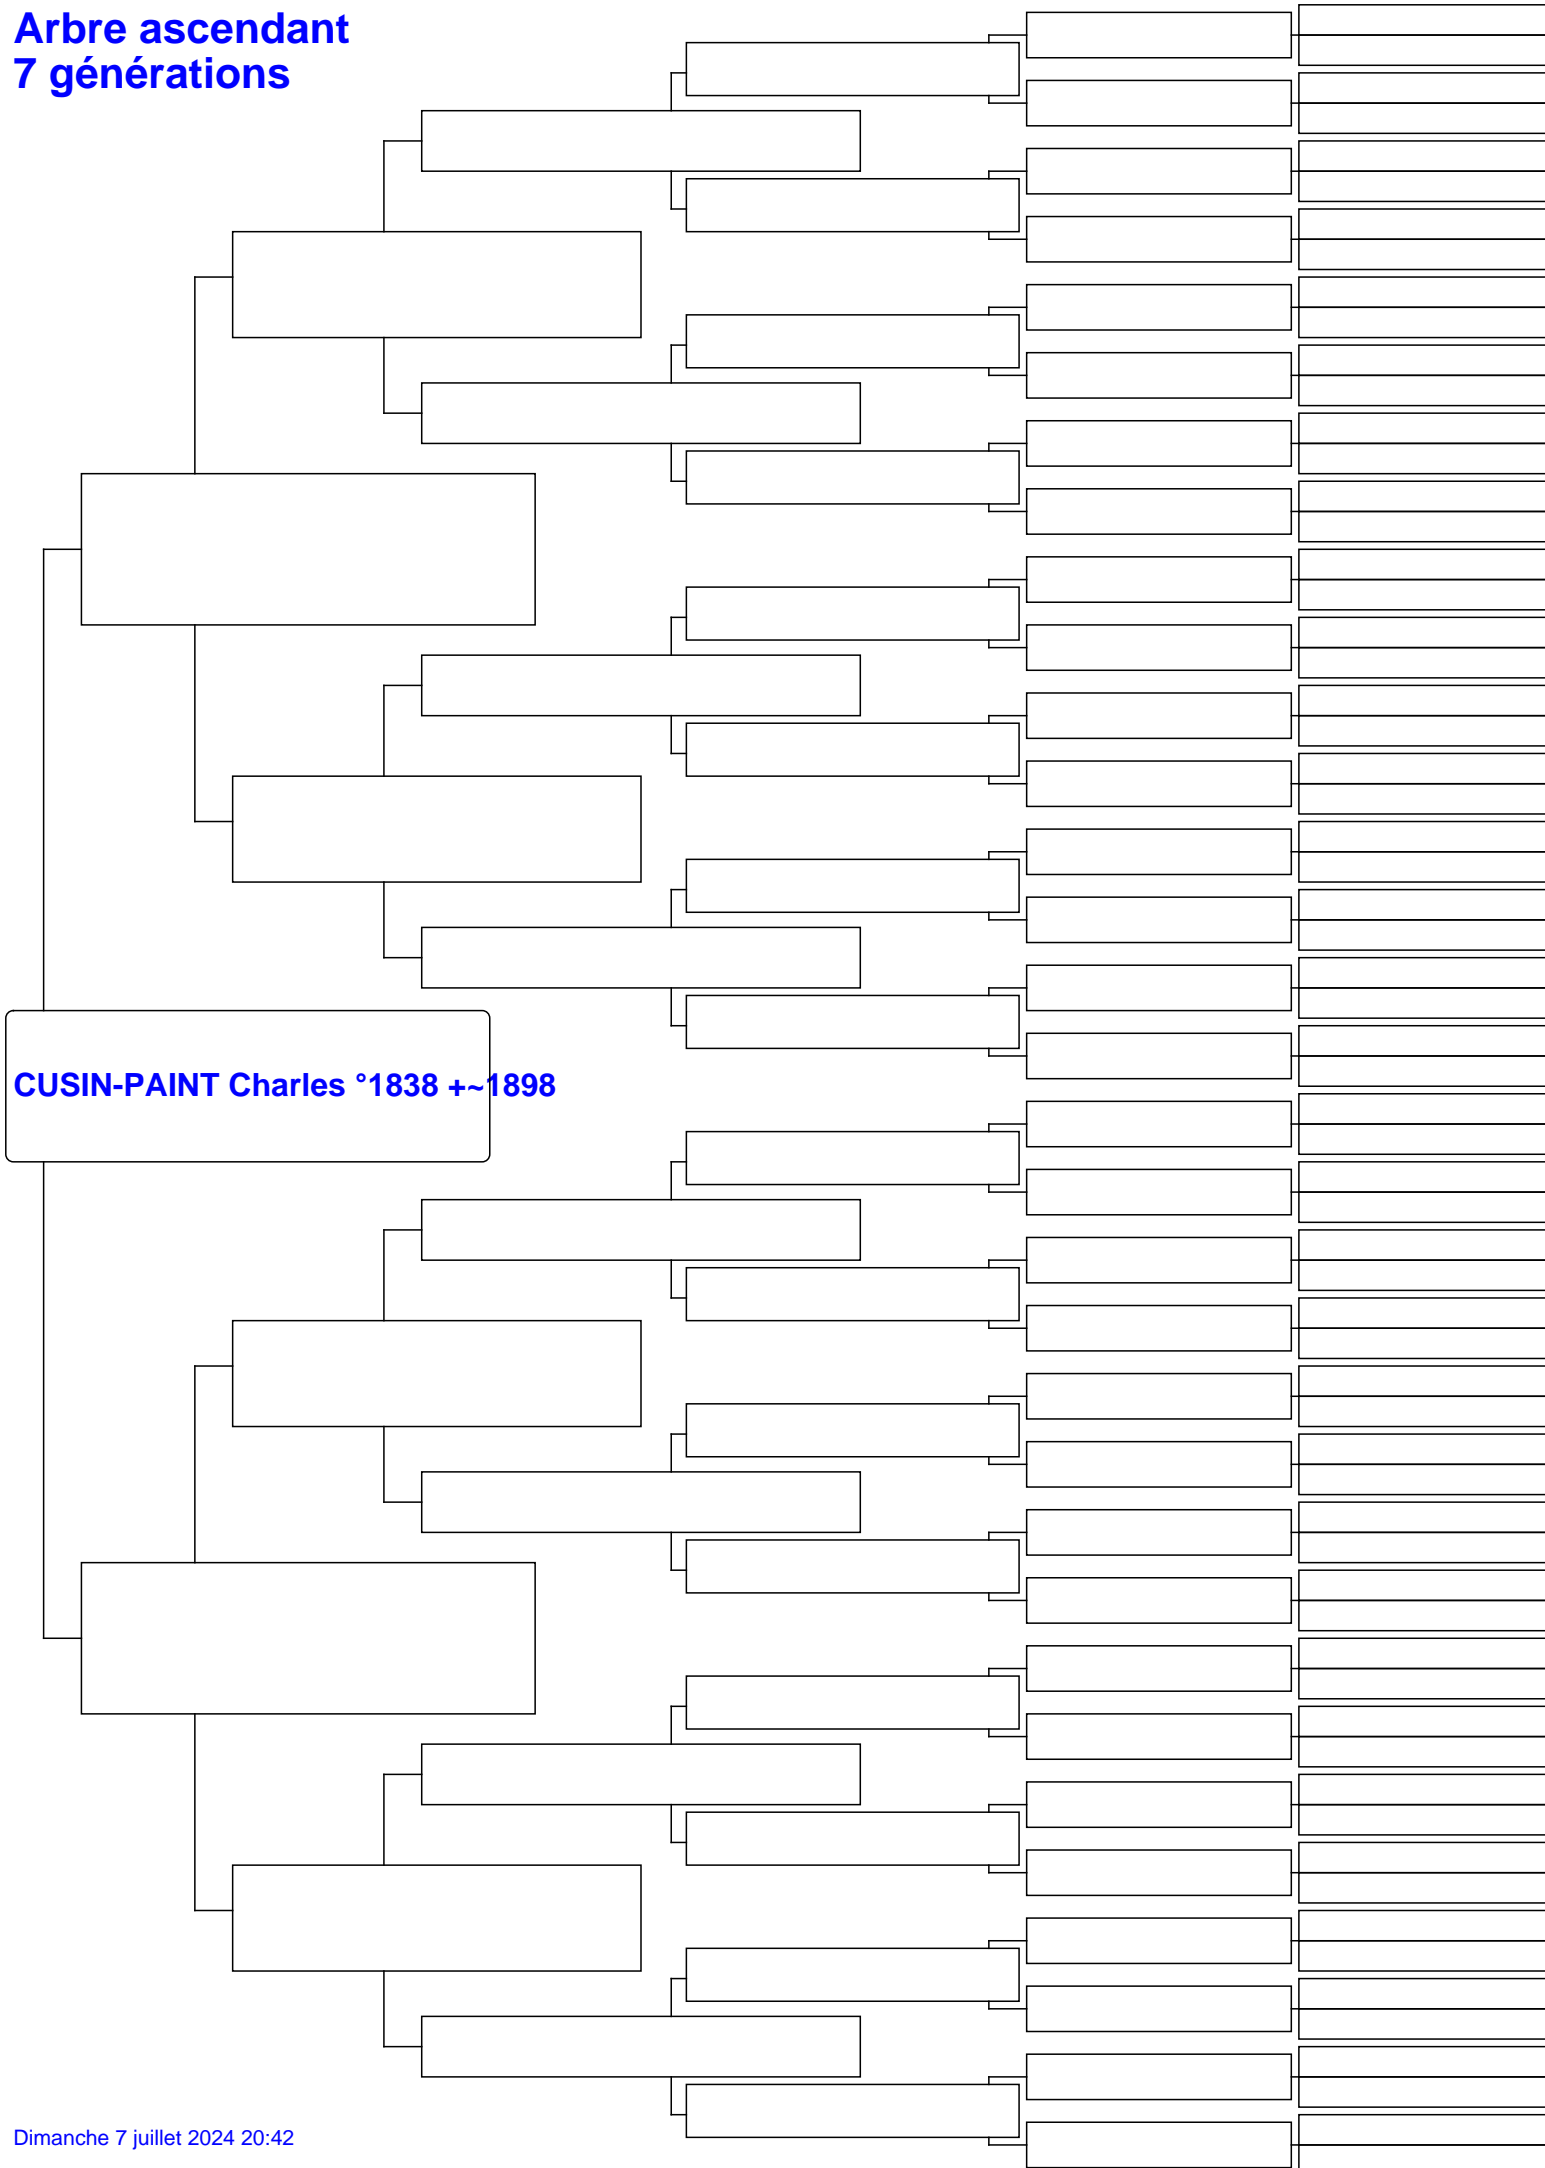 Arbre ascendant
7 générations
CUSIN-PAINT Charles °1838 +~1898
Dimanche 7 juillet 2024 20:42